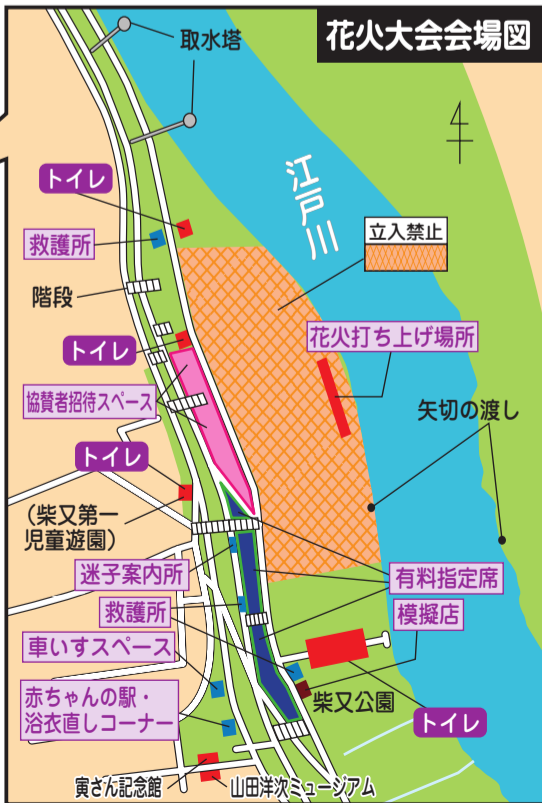 花火大会会場図
取水塔
江戸川
トイレ
救護所
立入禁止
階段
花火打ち上げ場所
トイレ
協賛者招待スペース
矢切の渡し
トイレ
(柴又第一
児童遊園)
迷子案内所
有料指定席
救護所
模擬店
車いすスペース
赤ちゃんの駅・
浴衣直しコーナー
柴又公園
トイレ
寅さん記念館
山田洋次ミュージアム